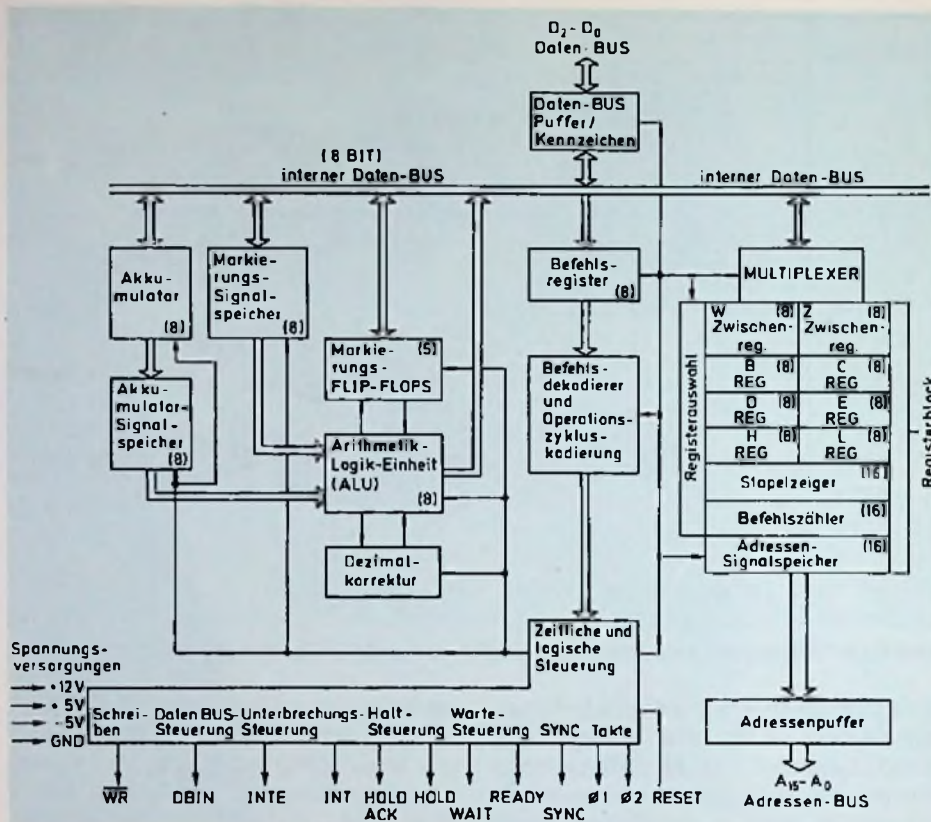 D₂-D₀
Daten-BUS
Daten-BUS
Puffer/
Kennzeichen
(8 BIT)
interner Daten-BUS
interner Daten-BUS
Akku-
mulator
(8)
Markie-
rungs-
Signal-
speicher
(8)
Befehls-
register
(8)
MULTIPLEXER
Akku-
mulator-
Signal-
speicher
(8)
Markie-
rungs-
FLIP-FLOPS
(5)
Arithmetik-
Logik-Einheit
(ALU)
(8)
Dezimal-
korrektur
Befehls-
dekodierer
und
Operations-
zyklus-
kodierung
Registerauswahl
W (8)
Zwischen-
reg.
Z (8)
Zwischen-
reg.
B (8)
REG
C (8)
REG
D (8)
REG
E (8)
REG
H (8)
REG
L (8)
REG
Stapelzeiger (16)
Befehlszähler (16)
Adressen- (16)
Signalspeicher
Registerblock
Zeitliche und
logische
Steuerung
Spannungs-
versorgungen
+12V
+5V
-5V
GND
Schrei-
ben
Daten BUS-
Steuerung
Unterbrechungs-
Steuerung
Halt-
Steuerung
Warte-
Steuerung
SYNC
Takte
W̅R̅
DBIN
INTE
INT
HOLD
ACK
HOLD
WAIT
READY
SYNC
Ø1
Ø2
RESET
Adressenpuffer
A₁₅-A₀
Adressen-BUS